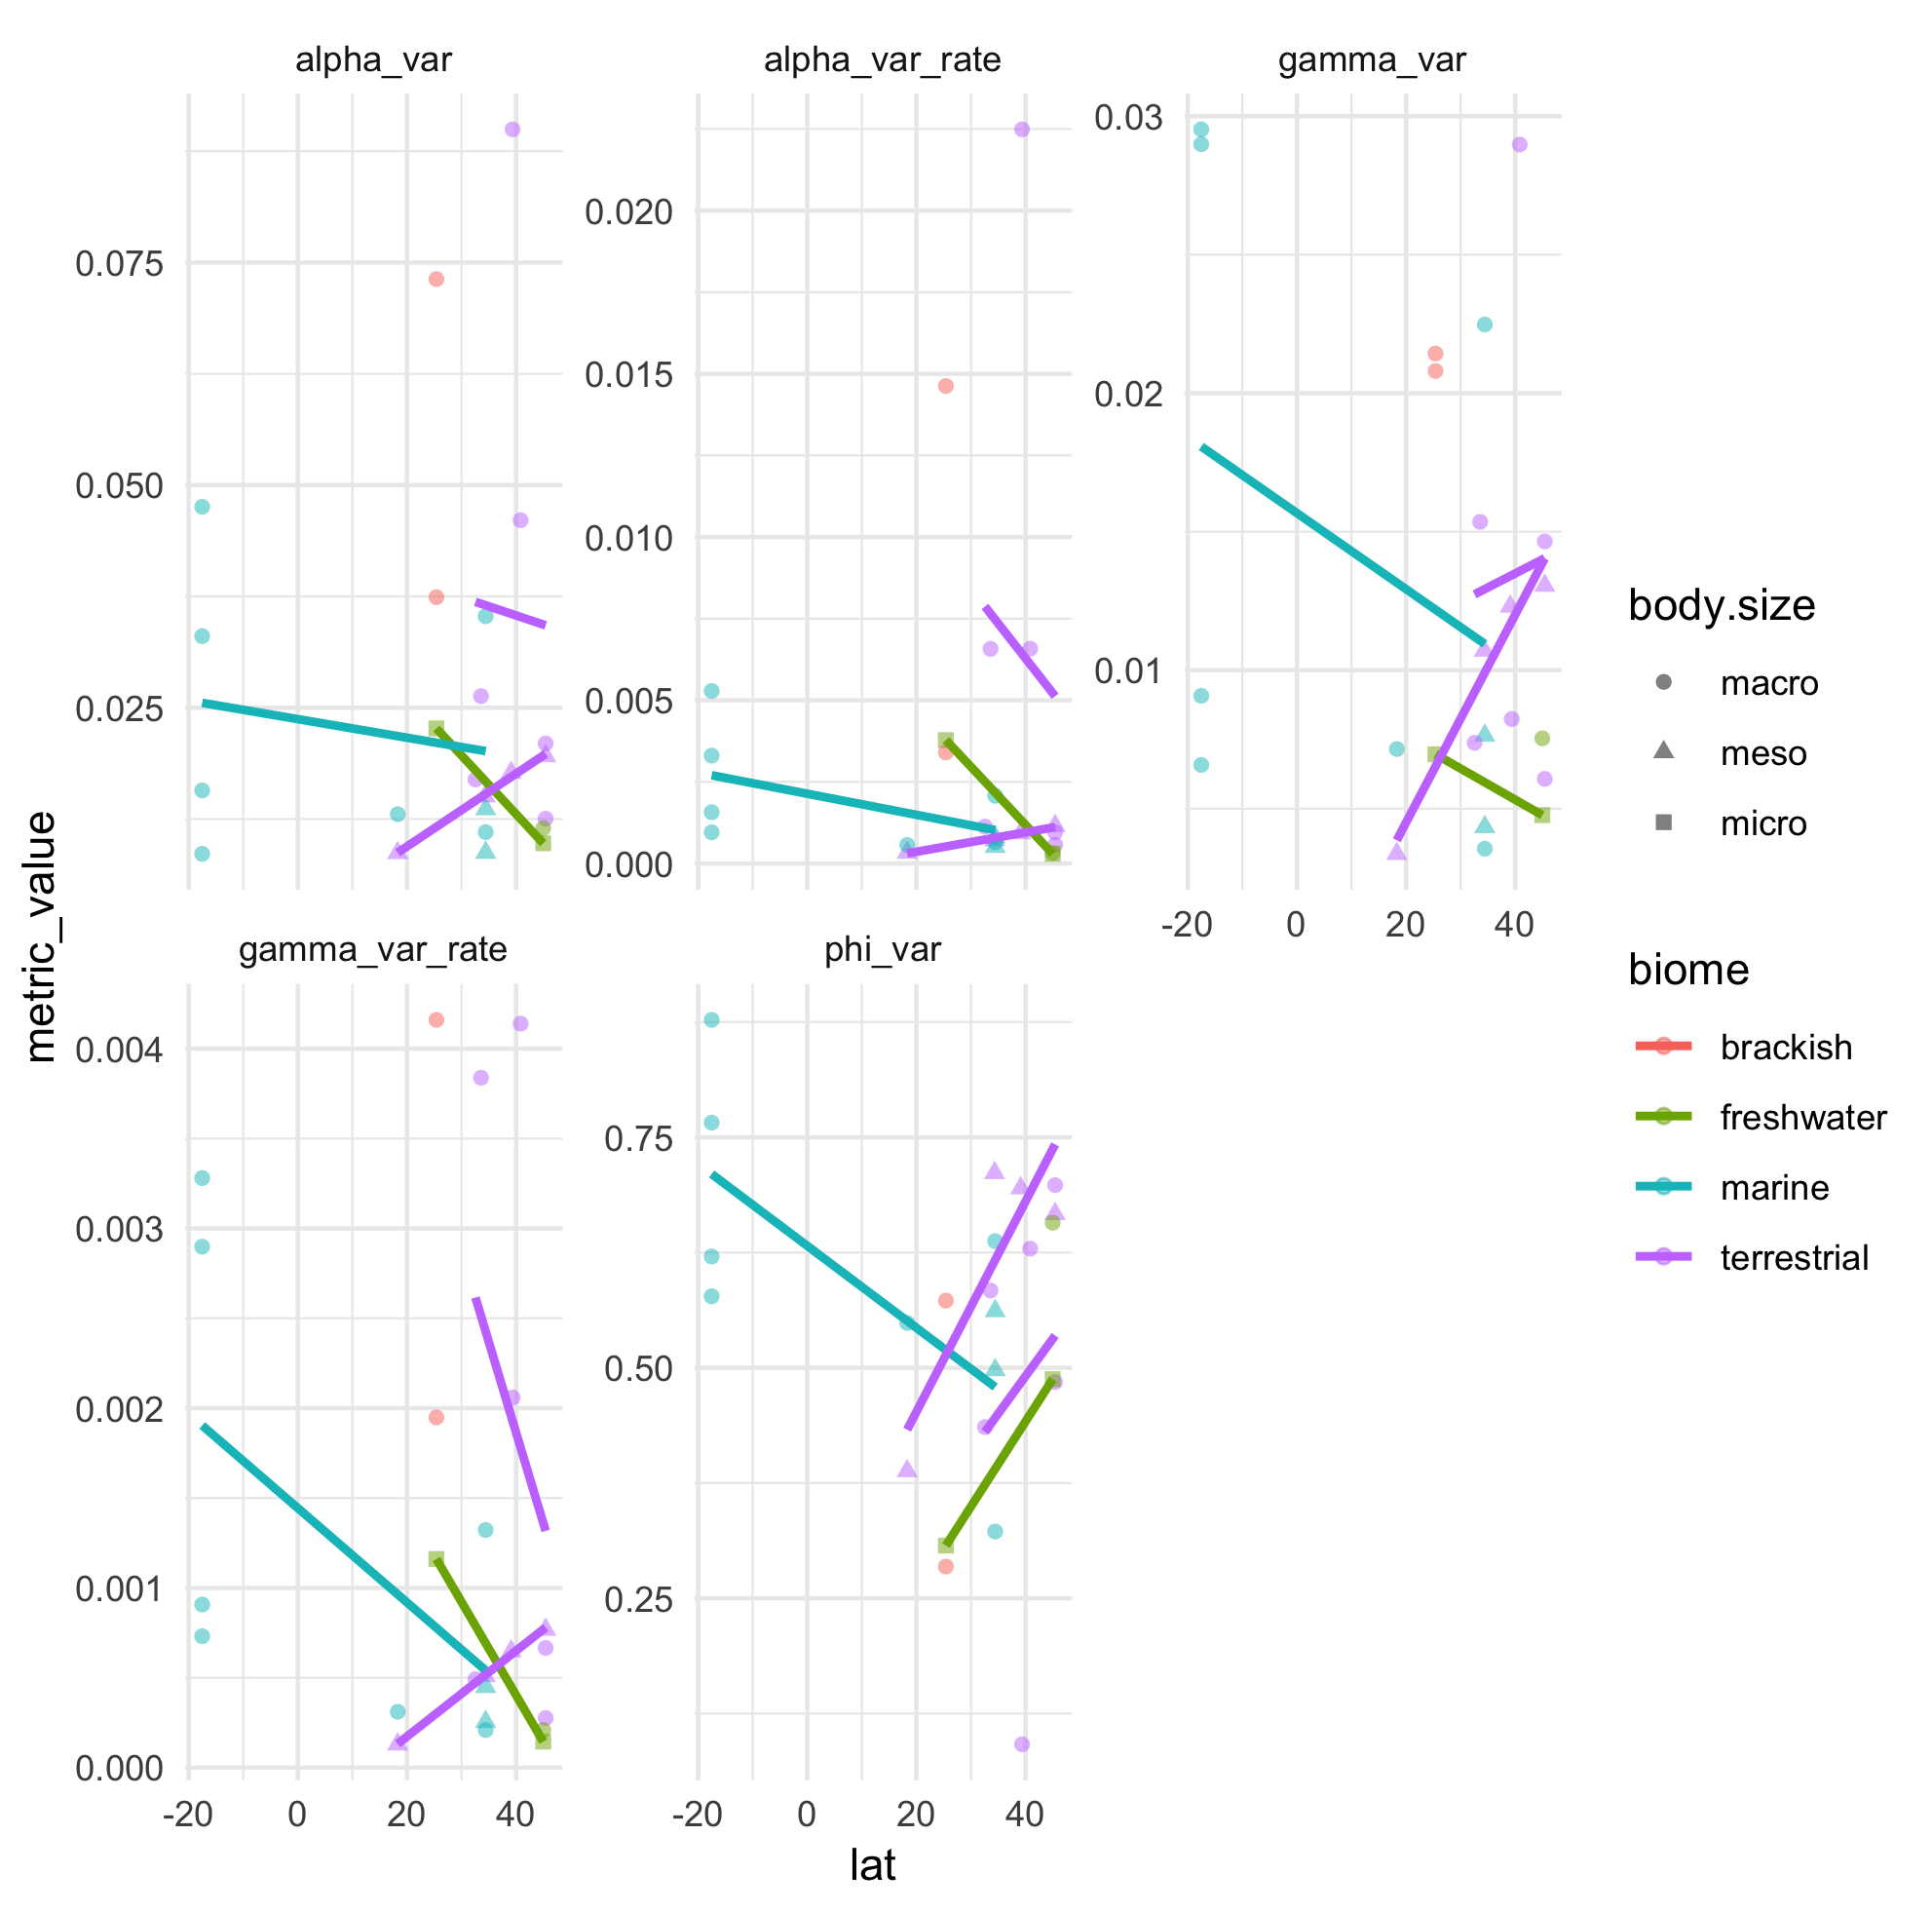 alpha_var
alpha_var_rate
gamma_var
0.075
0.050
0.025
0.020
0.015
0.010
0.005
0.000
0.03
0.02
0.01
-20 0 20 40
gamma_var_rate
phi_var
0.004
0.003
0.002
0.001
0.000
0.75
0.50
0.25
-20 0 20 40
-20 0 20 40
metric_value
lat
body.size
macro
meso
micro
biome
brackish
freshwater
marine
terrestrial